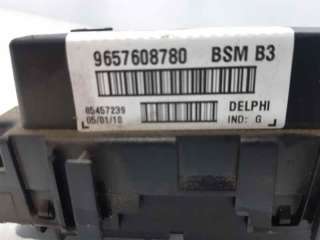 9657608780 BSM B3
05457239 DELPHI
05/01/10 IND: G